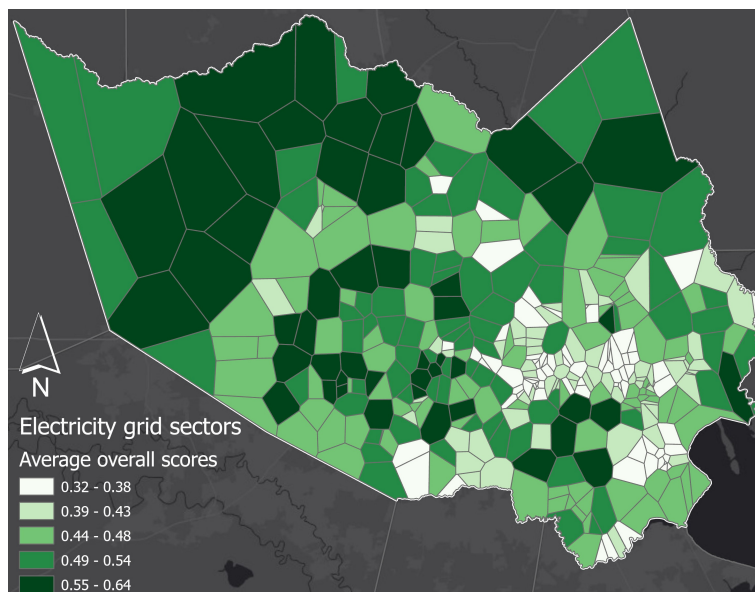 N
Electricity grid sectors
Average overall scores
0.32 - 0.38
0.39 - 0.43
0.44 - 0.48
0.49 - 0.54
0.55 - 0.64